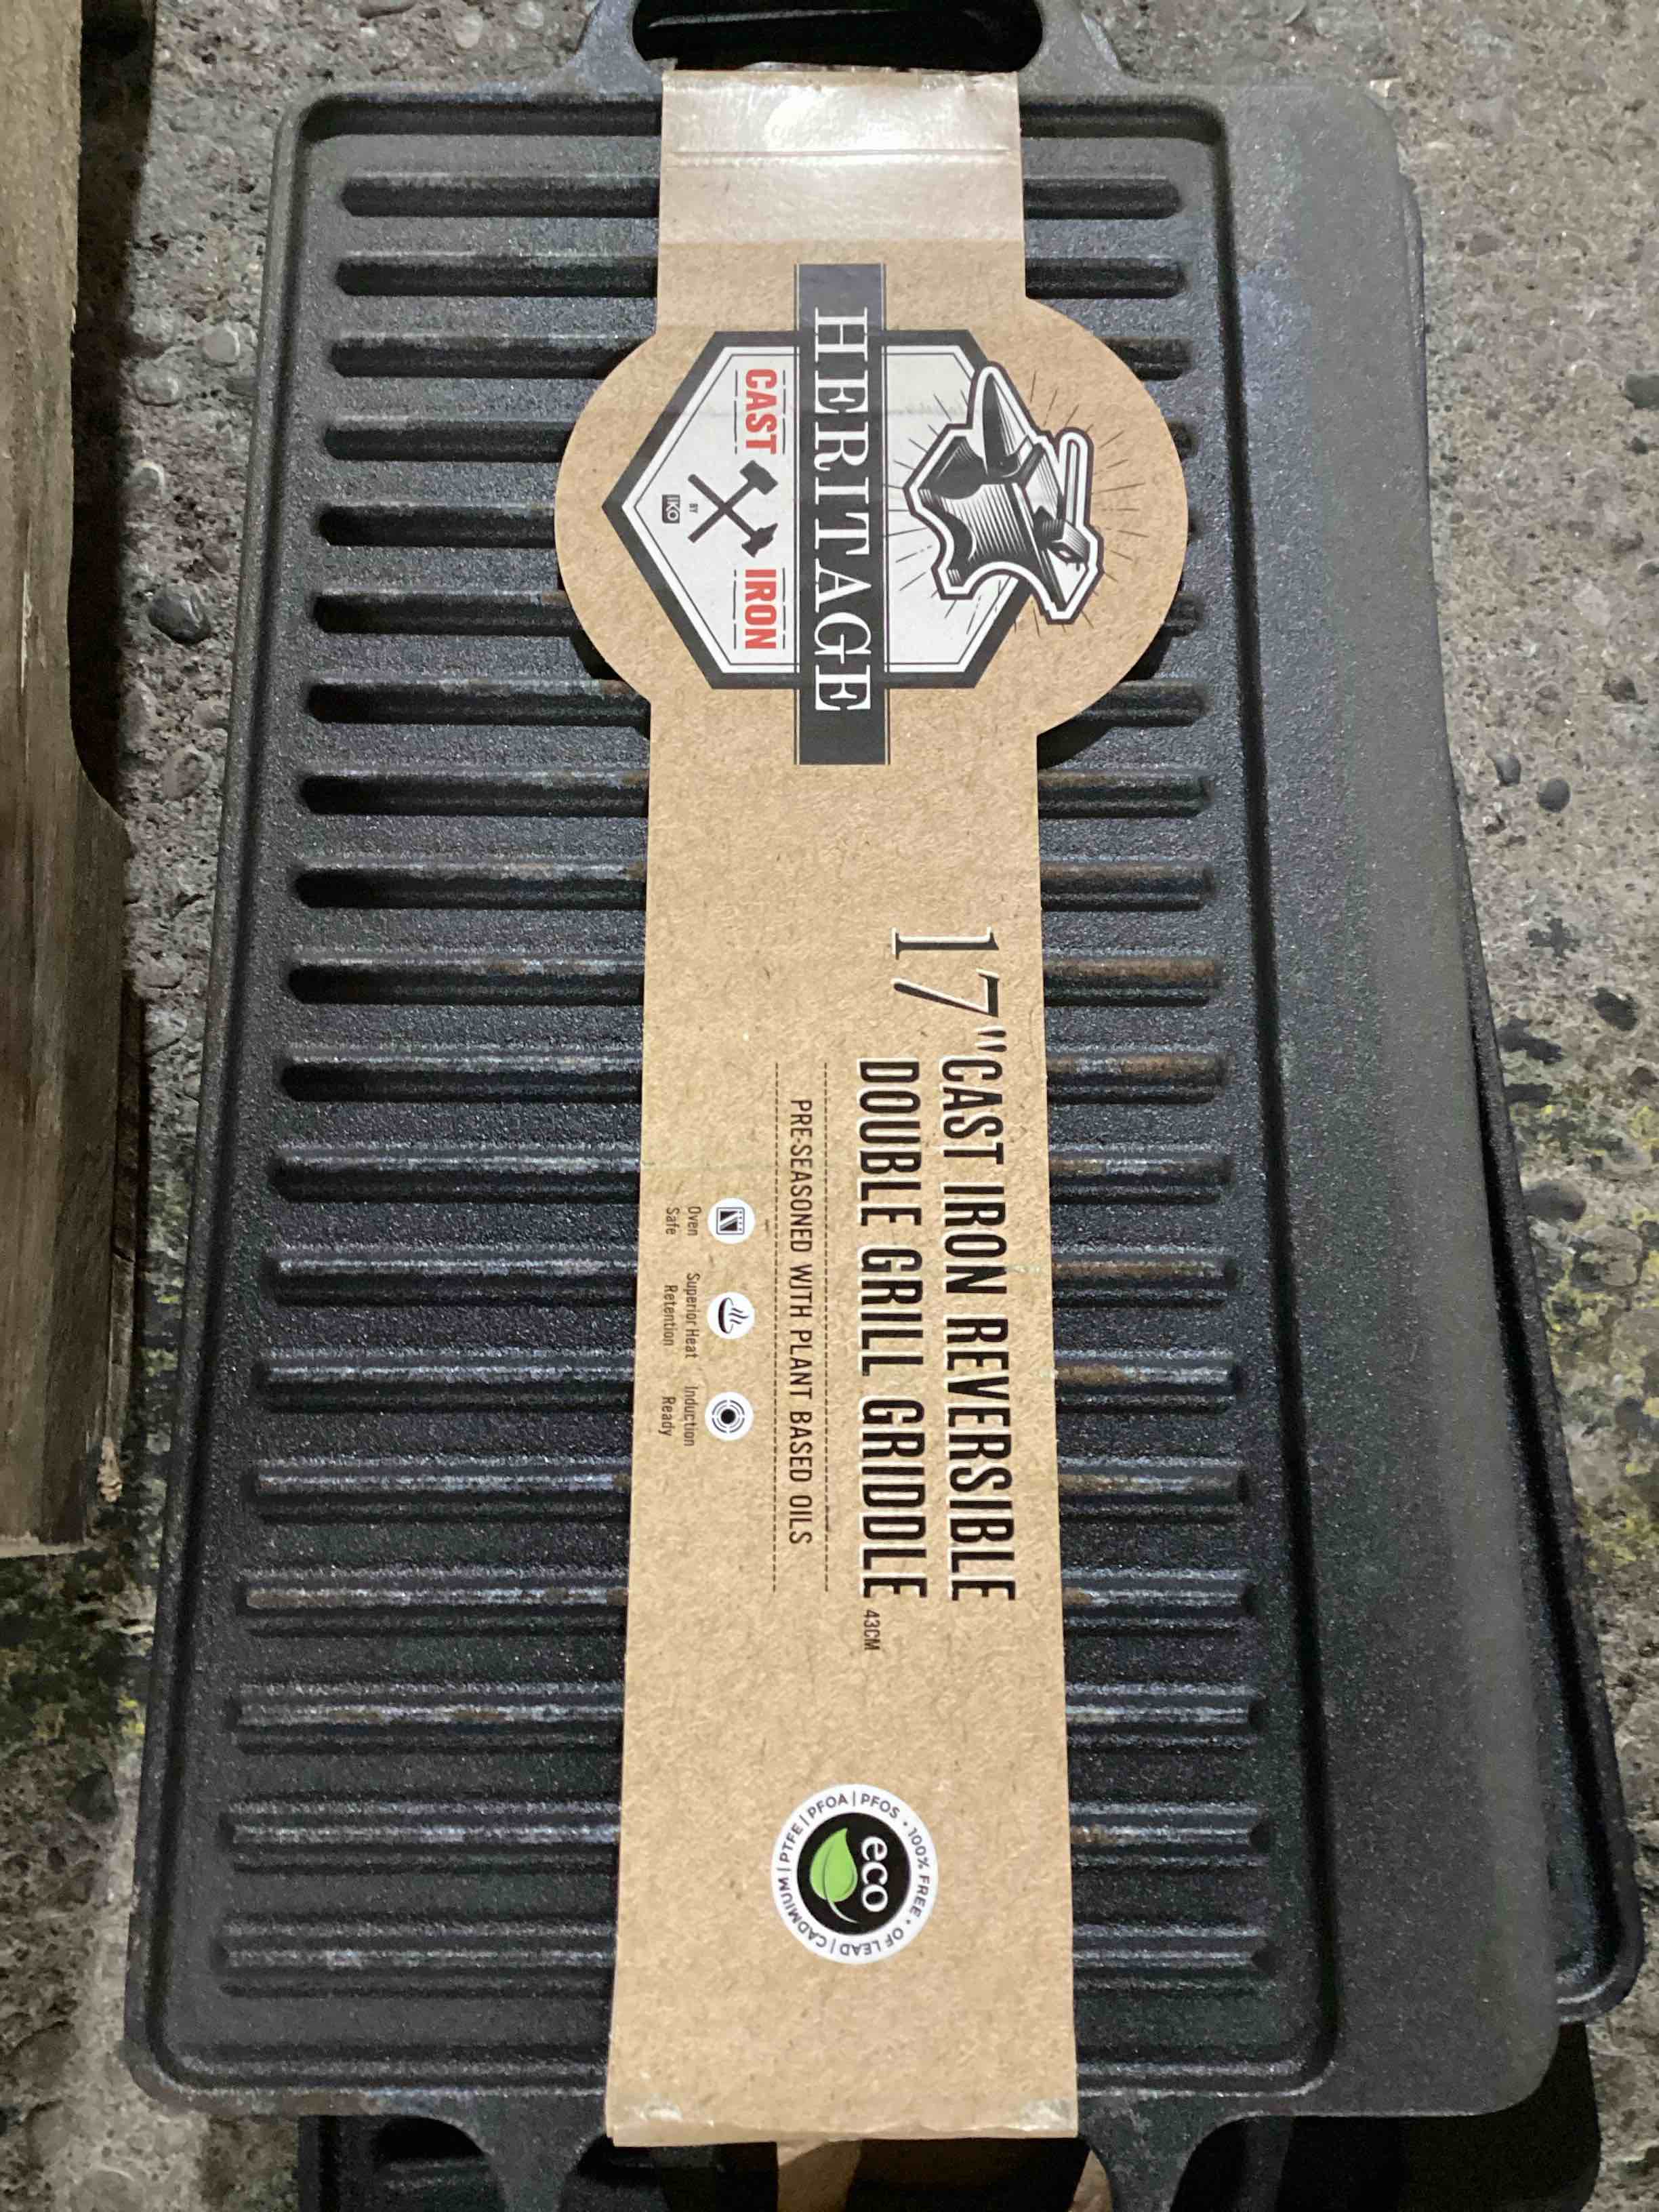 HERITAGE
CAST IRON
BY
IKO
17" CAST IRON REVERSIBLE
DOUBLE GRILL GRIDDLE 43CM
PRE-SEASONED WITH PLANT BASED OILS
Oven
Safe
Superior Heat
Retention
Induction
Ready
eco
100% FREE • OF LEAD | CADMIUM | PTFE | PFOA | PFOS •